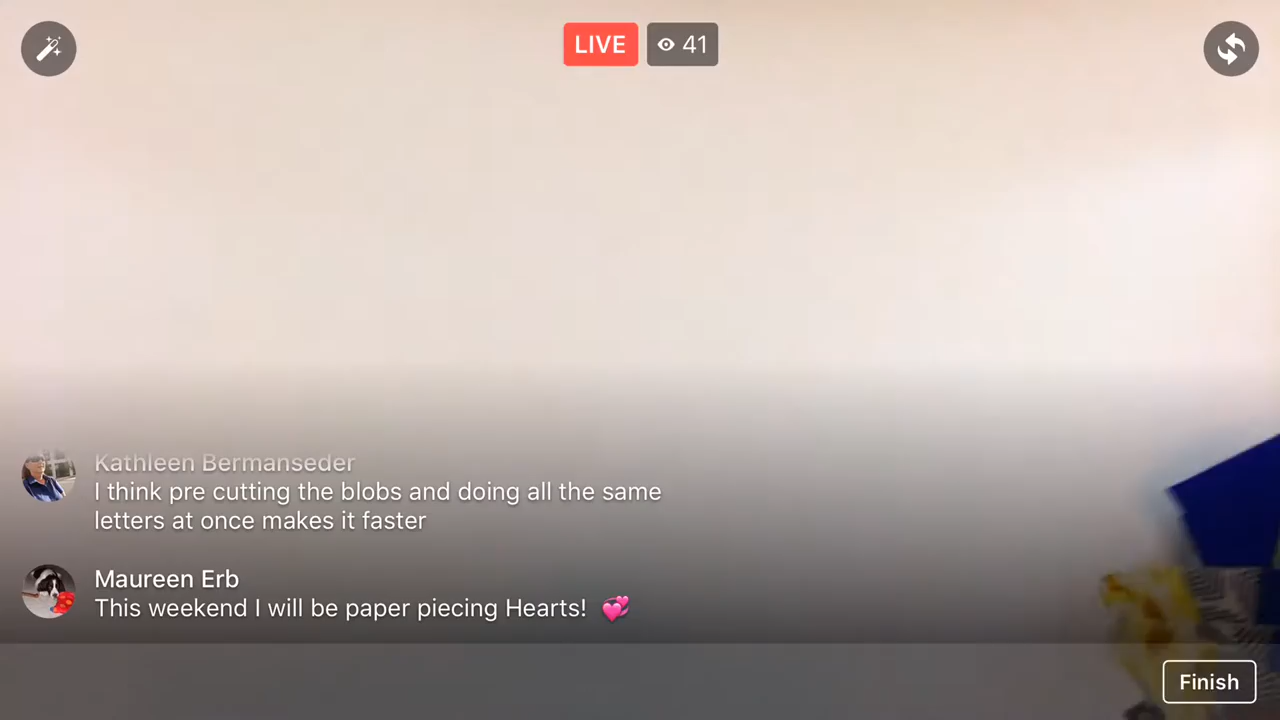 LIVE
41
Kathleen Bermanseder
I think pre cutting the blobs and doing all the same
letters at once makes it faster
Maureen Erb
This weekend I will be paper piecing Hearts! 💞
Finish